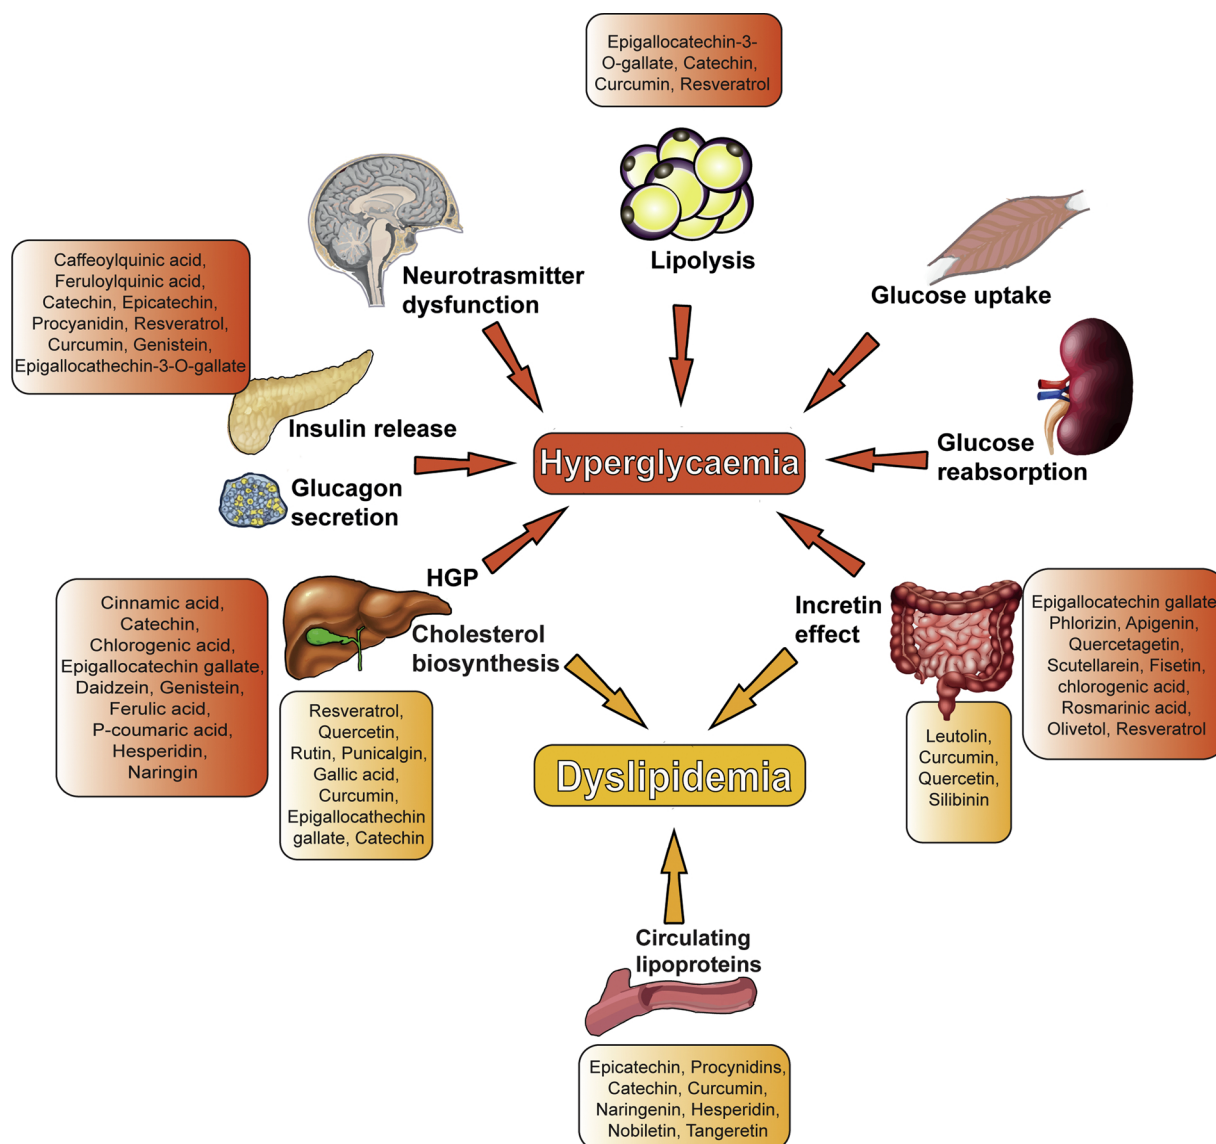 Epigallocatechin-3-
O-gallate, Catechin,
Curcumin, Resveratrol
Lipolysis
Neurotrasmitter
dysfunction
Glucose uptake
Caffeoylquinic acid,
Feruloylquinic acid,
Catechin, Epicatechin,
Procyanidin, Resveratrol,
Curcumin, Genistein,
Epigallocathechin-3-O-gallate
Insulin release
Hyperglycaemia
Glucose
reabsorption
Glucagon
secretion
HGP
Cholesterol
biosynthesis
Incretin
effect
Cinnamic acid,
Catechin,
Chlorogenic acid,
Epigallocatechin gallate,
Daidzein, Genistein,
Ferulic acid,
P-coumaric acid,
Hesperidin,
Naringin
Resveratrol,
Quercetin,
Rutin, Punicalgin,
Gallic acid,
Curcumin,
Epigallocathechin
gallate, Catechin
Dyslipidemia
Epigallocatechin gallate
Phlorizin, Apigenin,
Quercetagetin,
Scutellarein, Fisetin,
chlorogenic acid,
Rosmarinic acid,
Olivetol, Resveratrol
Leutolin,
Curcumin,
Quercetin,
Silibinin
Circulating
lipoproteins
Epicatechin, Procynidins,
Catechin, Curcumin,
Naringenin, Hesperidin,
Nobiletin, Tangeretin